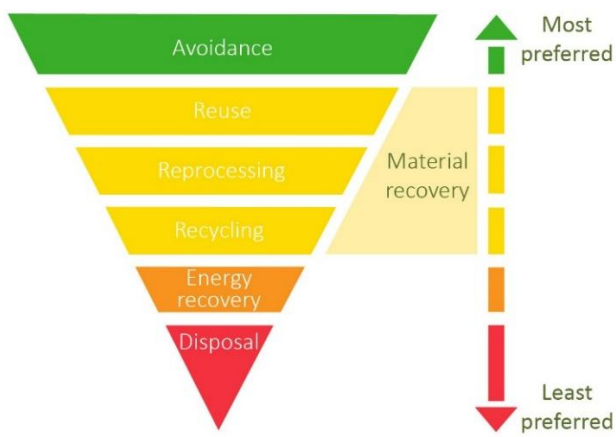 Avoidance
Reuse
Reprocessing
Recycling
Energy
recovery
Disposal
Material
recovery
Most
preferred
Least
preferred